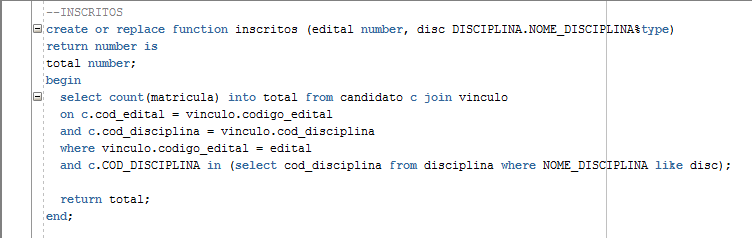 --INSCRITOS
create or replace function inscritos (edital number, disc DISCIPLINA.NOME_DISCIPLINA%type)
return number is
total number;
begin
select count(matricula) into total from candidato c join vinculo
on c.cod_edital = vinculo.codigo_edital
and c.cod_disciplina = vinculo.cod_disciplina
where vinculo.codigo_edital = edital
and c.COD_DISCIPLINA in (select cod_disciplina from disciplina where NOME_DISCIPLINA like disc);
return total;
end;